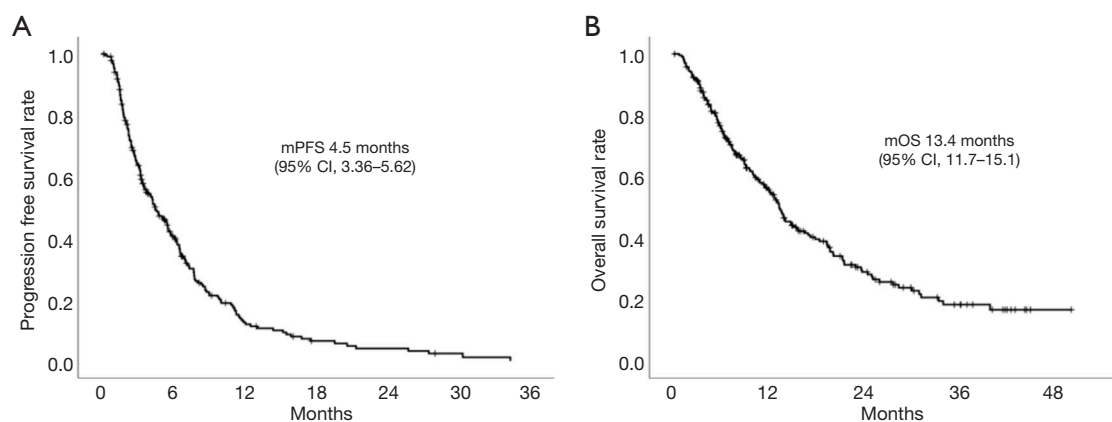 A
Progression free survival rate
1.0
0.8
0.6
0.4
0.2
0.0
mPFS 4.5 months
(95% CI, 3.36–5.62)
0 6 12 18 24 30 36
Months
B
Overall survival rate
1.0
0.8
0.6
0.4
0.2
0.0
mOS 13.4 months
(95% CI, 11.7–15.1)
0 12 24 36 48
Months